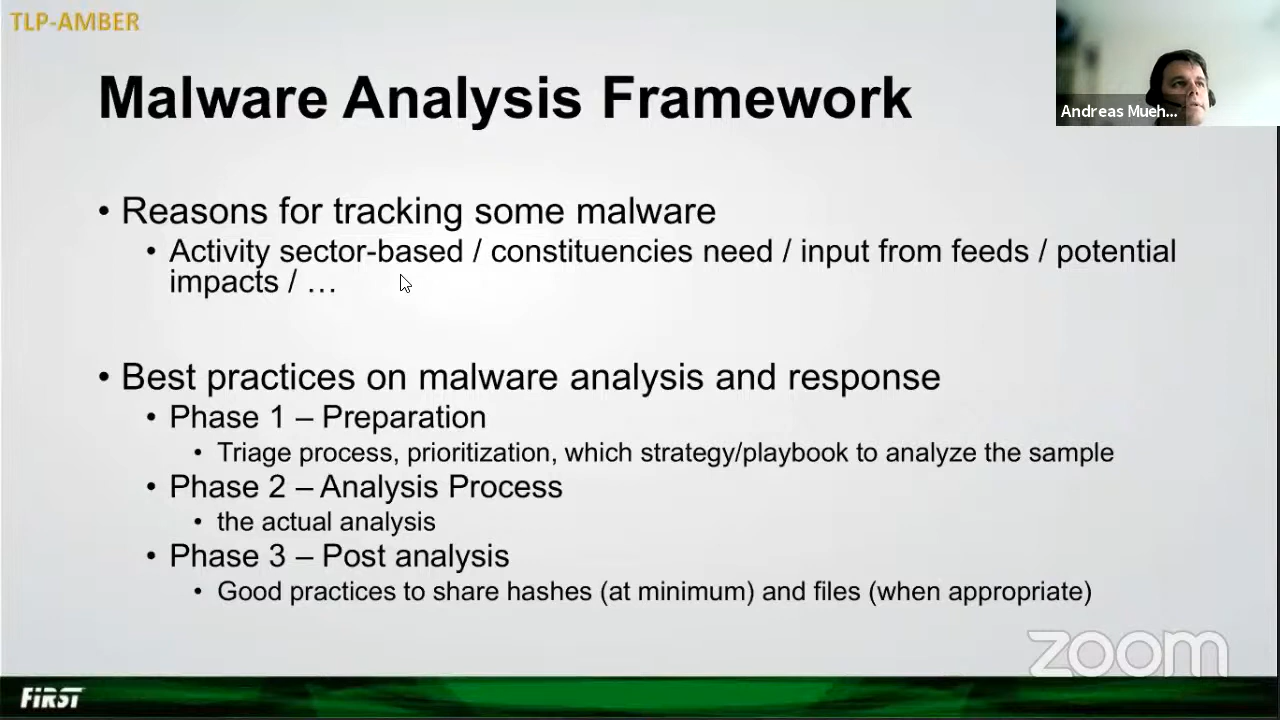 TLP-AMBER
Malware Analysis Framework
Andreas Mueh...
• Reasons for tracking some malware
• Activity sector-based / constituencies need / input from feeds / potential
impacts / …
• Best practices on malware analysis and response
• Phase 1 – Preparation
• Triage process, prioritization, which strategy/playbook to analyze the sample
• Phase 2 – Analysis Process
• the actual analysis
• Phase 3 – Post analysis
• Good practices to share hashes (at minimum) and files (when appropriate)
zoom
FIRST